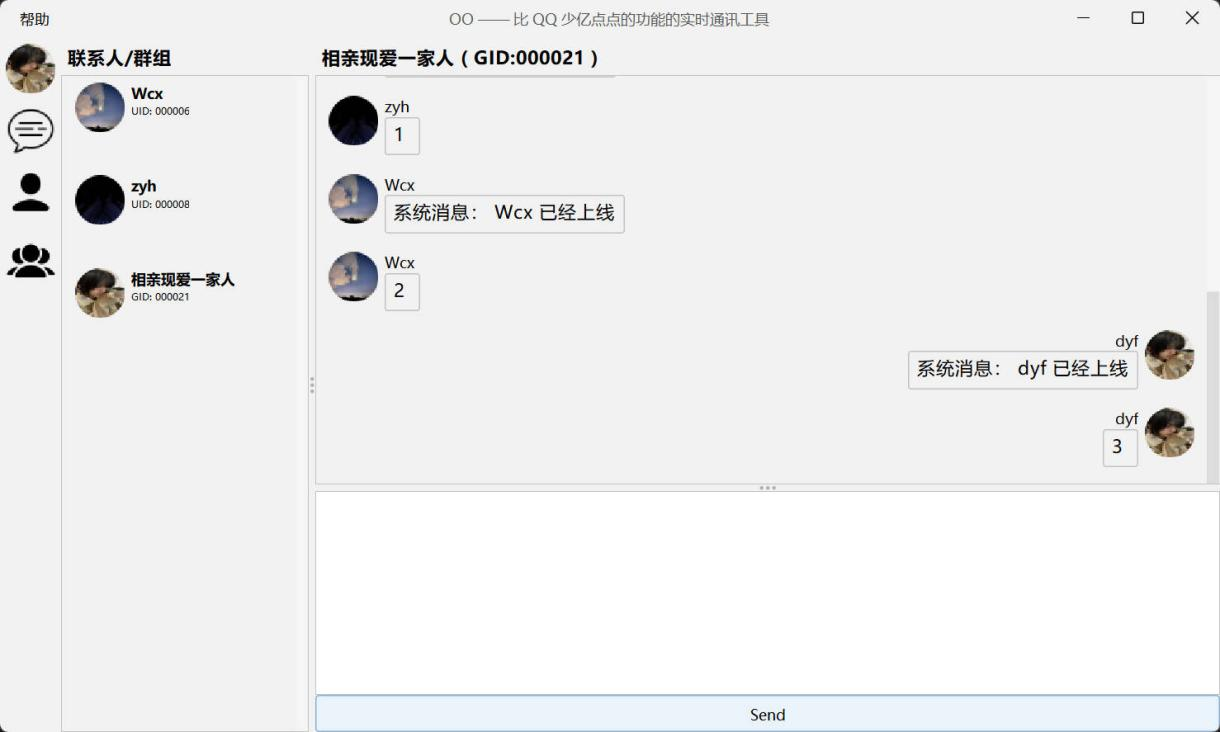 帮助
OO —— 比 QQ 少亿点点的功能的实时通讯工具
联系人/群组
Wcx
UID: 000006
zyh
UID: 000008
相亲现爱一家人
GID: 000021
相亲现爱一家人 ( GID:000021 )
zyh
1
Wcx
系统消息： Wcx 已经上线
Wcx
2
dyf
系统消息： dyf 已经上线
dyf
3
Send